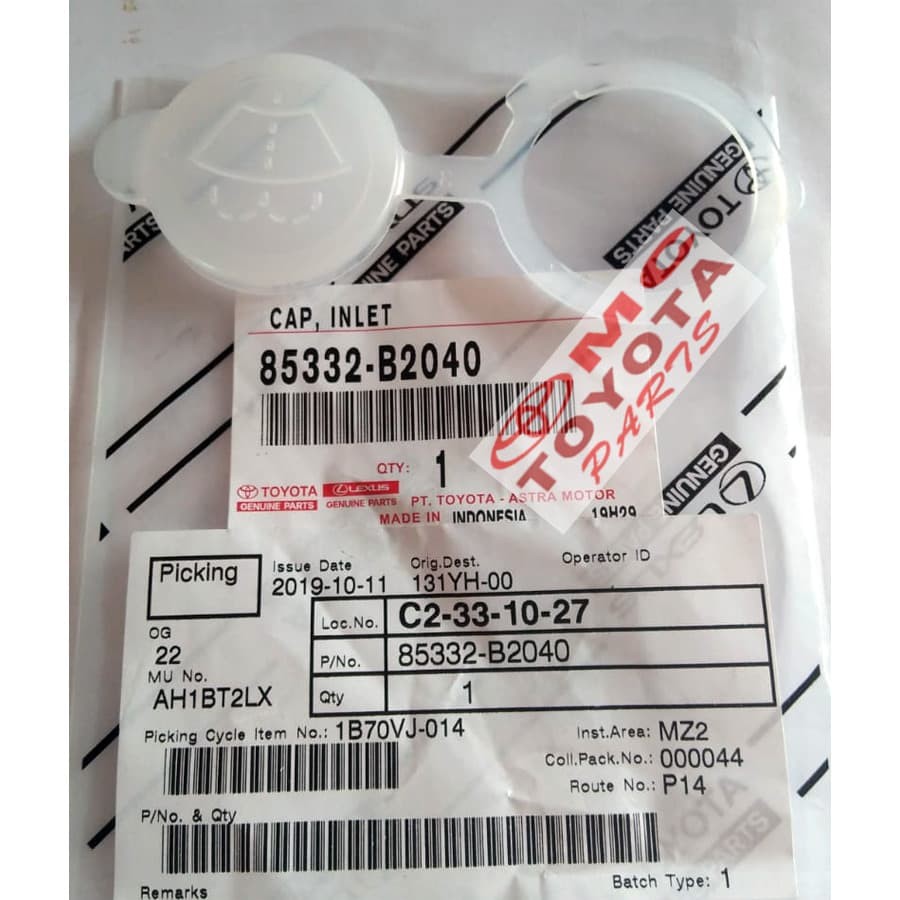 CAP, INLET
85332-B2040
QTY: 1
TOYOTA LEXUS
GENUINE PARTS GENUINE PARTS PT. TOYOTA - ASTRA MOTOR
MADE IN INDONESIA 19H29
OMC
TOYOTA
PARTS
TOYOTA
GENUINE PARTS
GENUINE PARTS
GENUINE
Picking
Issue Date Orig.Dest. Operator ID
2019-10-11 131YH-00
Loc.No. C2-33-10-27
OG
22
P/No. 85332-B2040
MU No.
AH1BT2LX
Qty 1
Picking Cycle Item No.: 1B70VJ-014
Inst.Area: MZ2
Coll.Pack.No.: 000044
Route No.: P14
P/No. & Qty
TOYOTA
PARTS
Remarks
Batch Type: 1